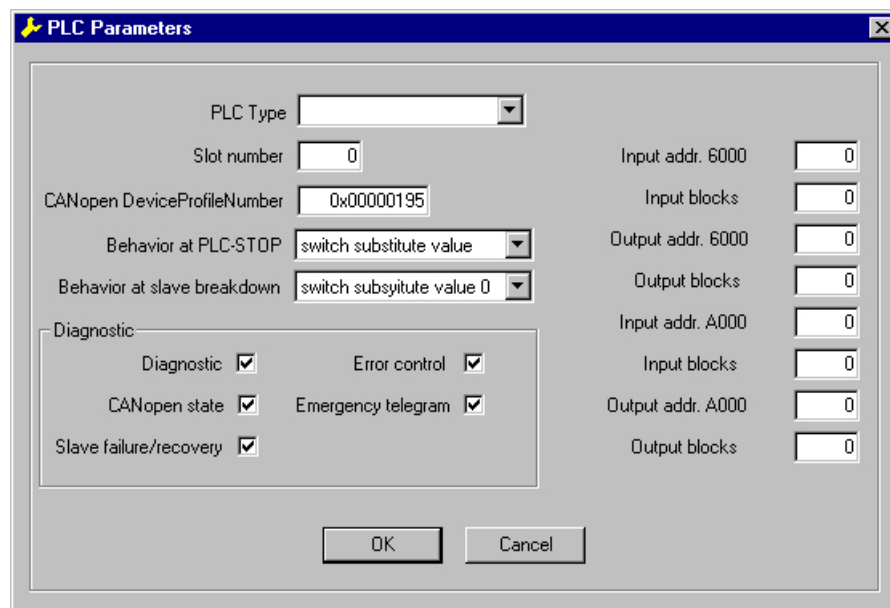 PLC Parameters
PLC Type
Slot number 0
CANopen DeviceProfileNumber 0x00000195
Behavior at PLC-STOP switch substitute value
Behavior at slave breakdown switch subsyitute value 0
Diagnostic
Diagnostic Error control
CANopen state Emergency telegram
Slave failure/recovery
Input addr. 6000 0
Input blocks 0
Output addr. 6000 0
Output blocks 0
Input addr. A000 0
Input blocks 0
Output addr. A000 0
Output blocks 0
OK Cancel